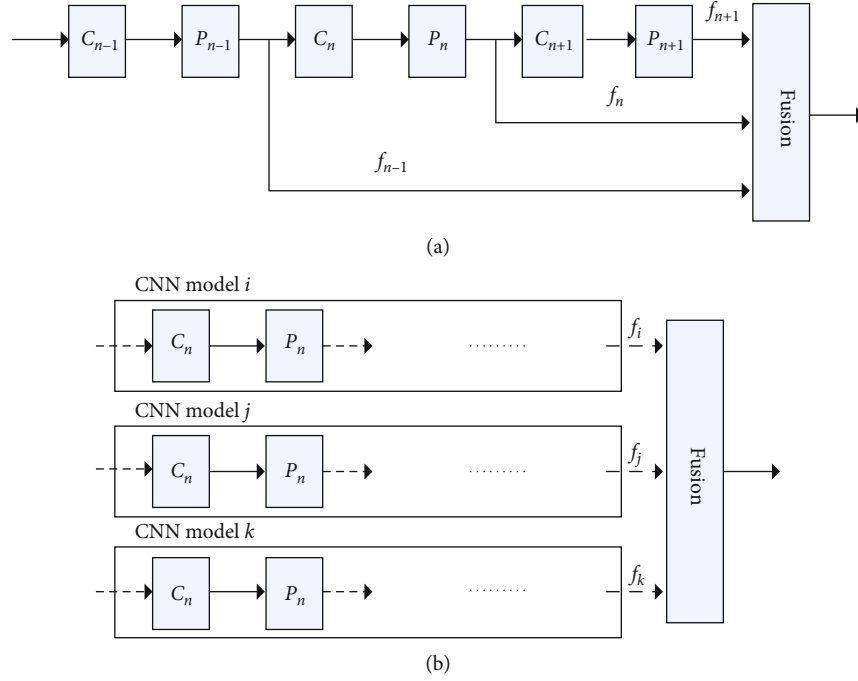 C_{n–1} P_{n–1} C_n P_n C_{n+1} P_{n+1} f_{n+1}
f_n
f_{n–1}
Fusion
(a)
CNN model i
C_n P_n ......... f_i
CNN model j
C_n P_n ......... f_j
CNN model k
C_n P_n ......... f_k
Fusion
(b)